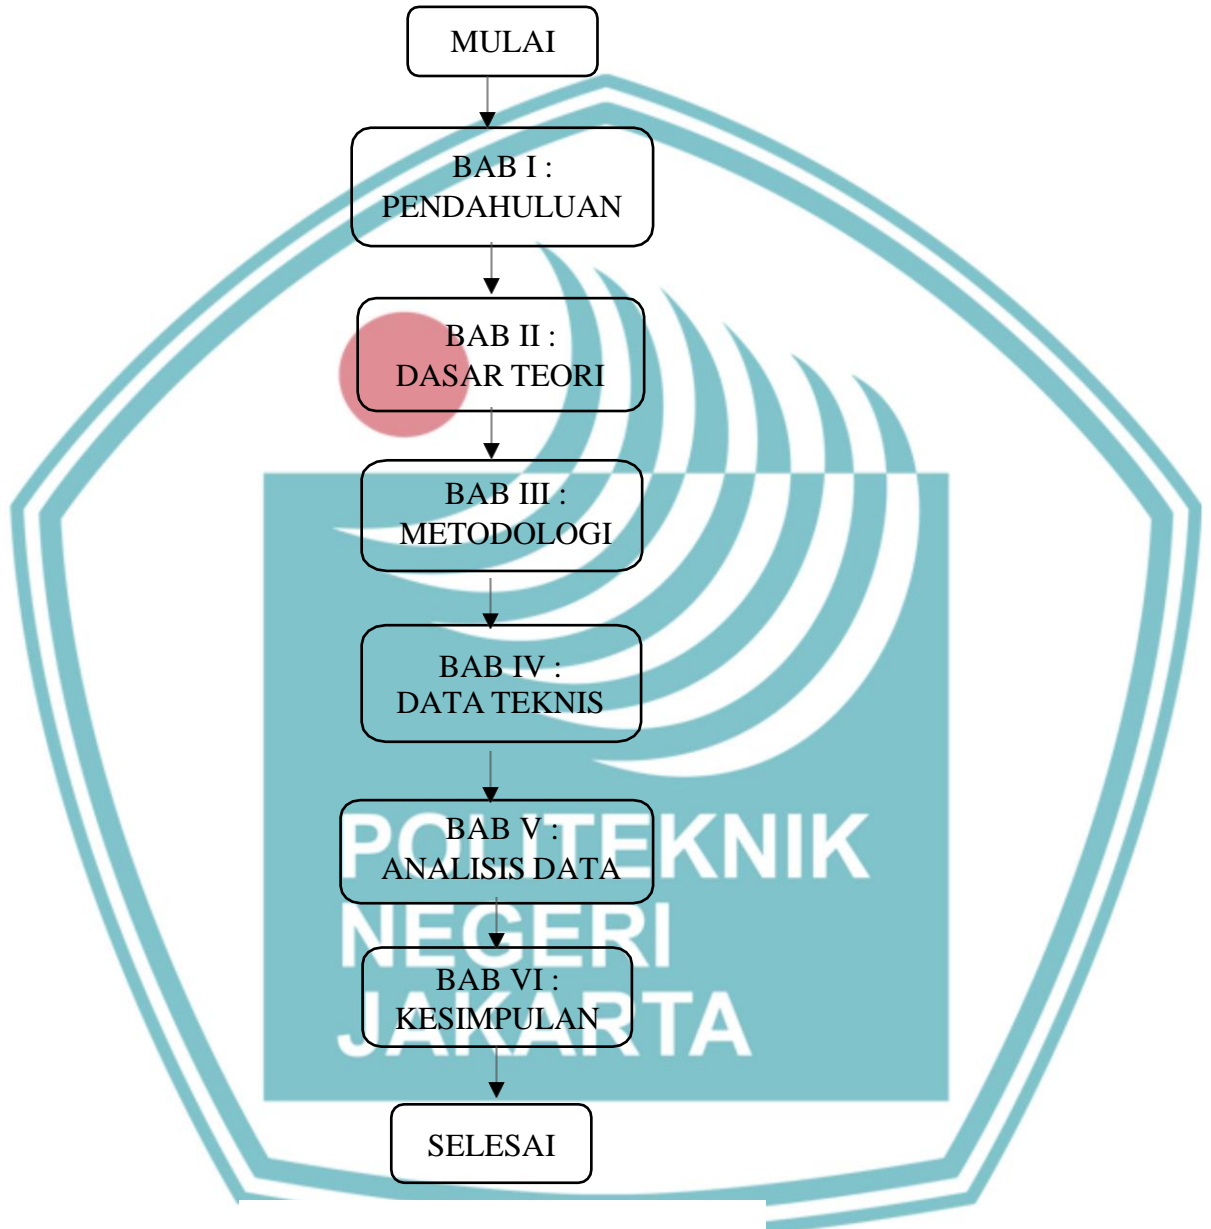 MULAI
BAB I :
PENDAHULUAN
BAB II :
DASAR TEORI
BAB III :
METODOLOGI
BAB IV :
DATA TEKNIS
BAB V :
ANALISIS DATA
BAB VI :
KESIMPULAN
SELESAI
POLITEKNIK
NEGERI
JAKARTA